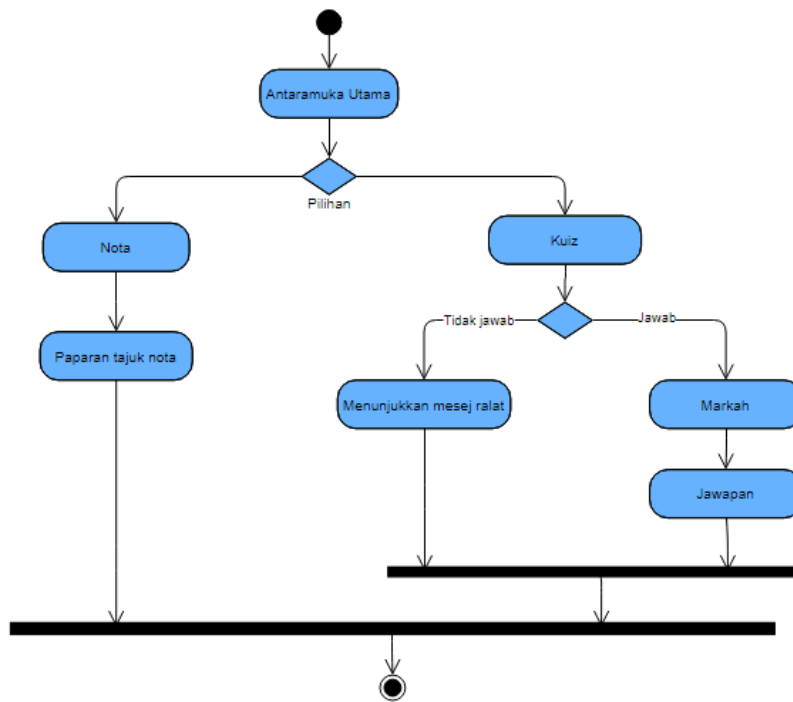 Antaramuka Utama
Pilihan
Nota
Kuiz
Tidak jawab
Jawab
Paparan tajuk nota
Menunjukkan mesej ralat
Markah
Jawapan